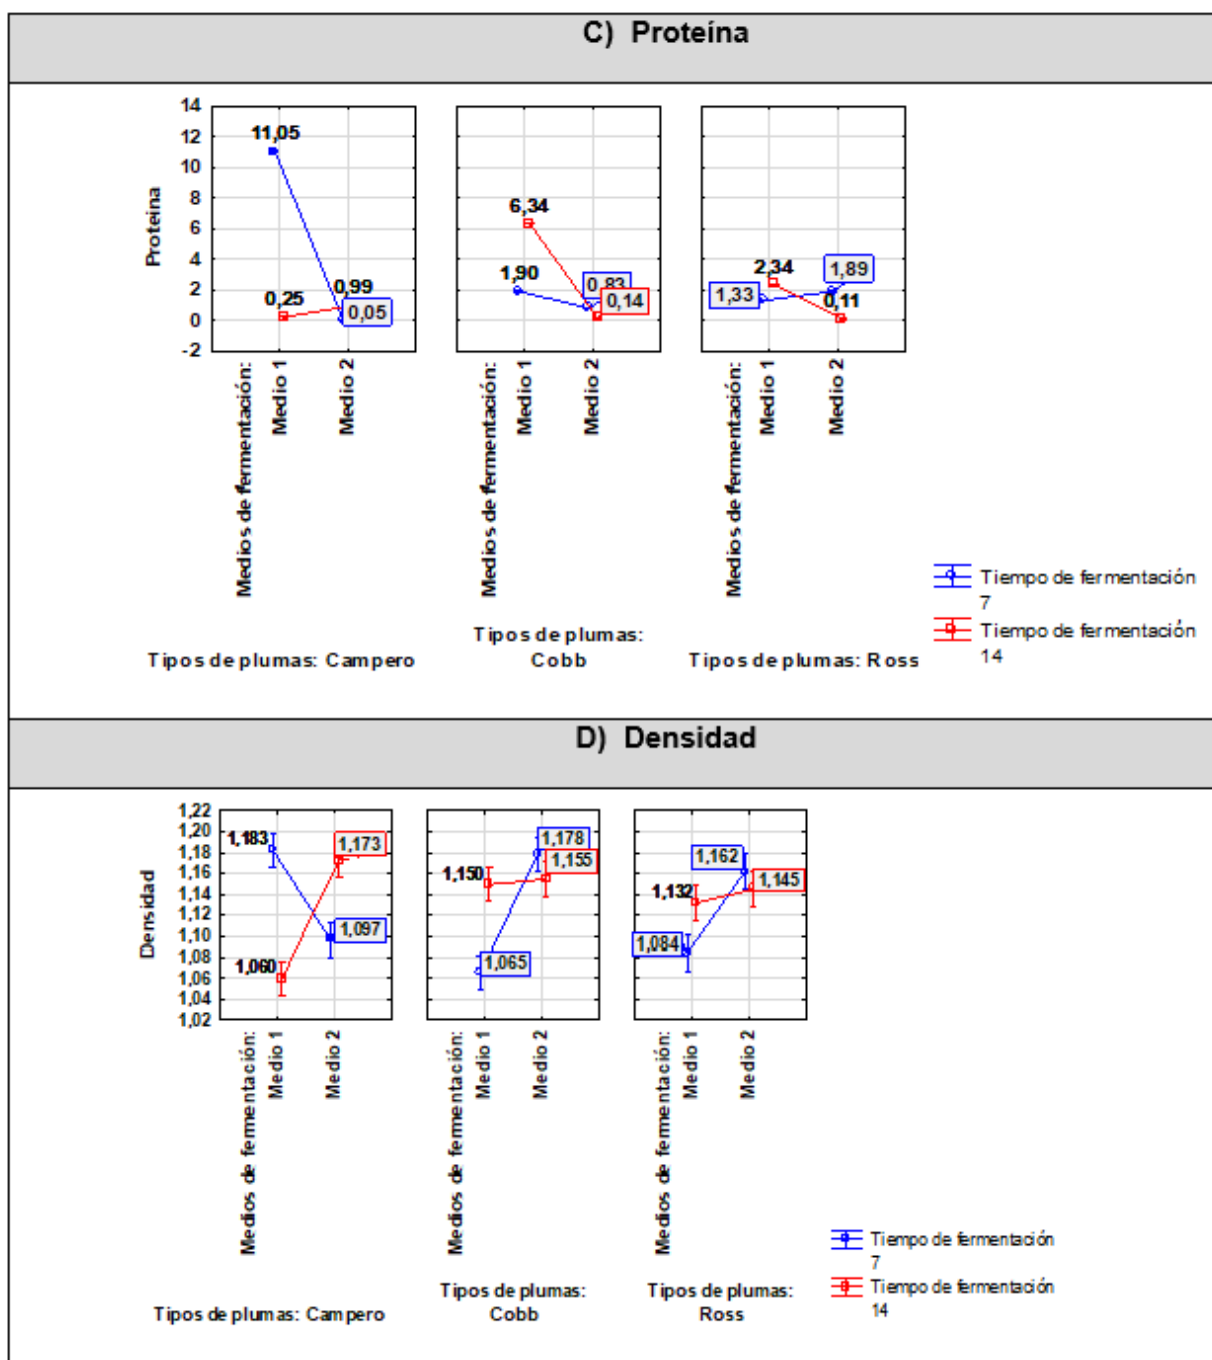 C) Proteína
14
12
10
8
6
4
2
0
-2
Proteina
11,05
0,25
0,99
0,05
6,34
1,90
0,83
0,14
1,33
2,34
1,89
0,11
Medios de fermentación:
Medio 1
Medio 2
Medios de fermentación:
Medio 1
Medio 2
Medios de fermentación:
Medio 1
Medio 2
Tipos de plumas: Campero
Tipos de plumas:
Cobb
Tipos de plumas: Ross
Tiempo de fermentación
7
Tiempo de fermentación
14
D) Densidad
1,22
1,20
1,18
1,16
1,14
1,12
1,10
1,08
1,06
1,04
1,02
Densidad
1,183
1,060
1,173
1,097
1,150
1,065
1,178
1,155
1,084
1,132
1,162
1,145
Medios de fermentación:
Medio 1
Medio 2
Medios de fermentación:
Medio 1
Medio 2
Medios de fermentación:
Medio 1
Medio 2
Tipos de plumas: Campero
Tipos de plumas:
Cobb
Tipos de plumas:
Ross
Tiempo de fermentación
7
Tiempo de fermentación
14